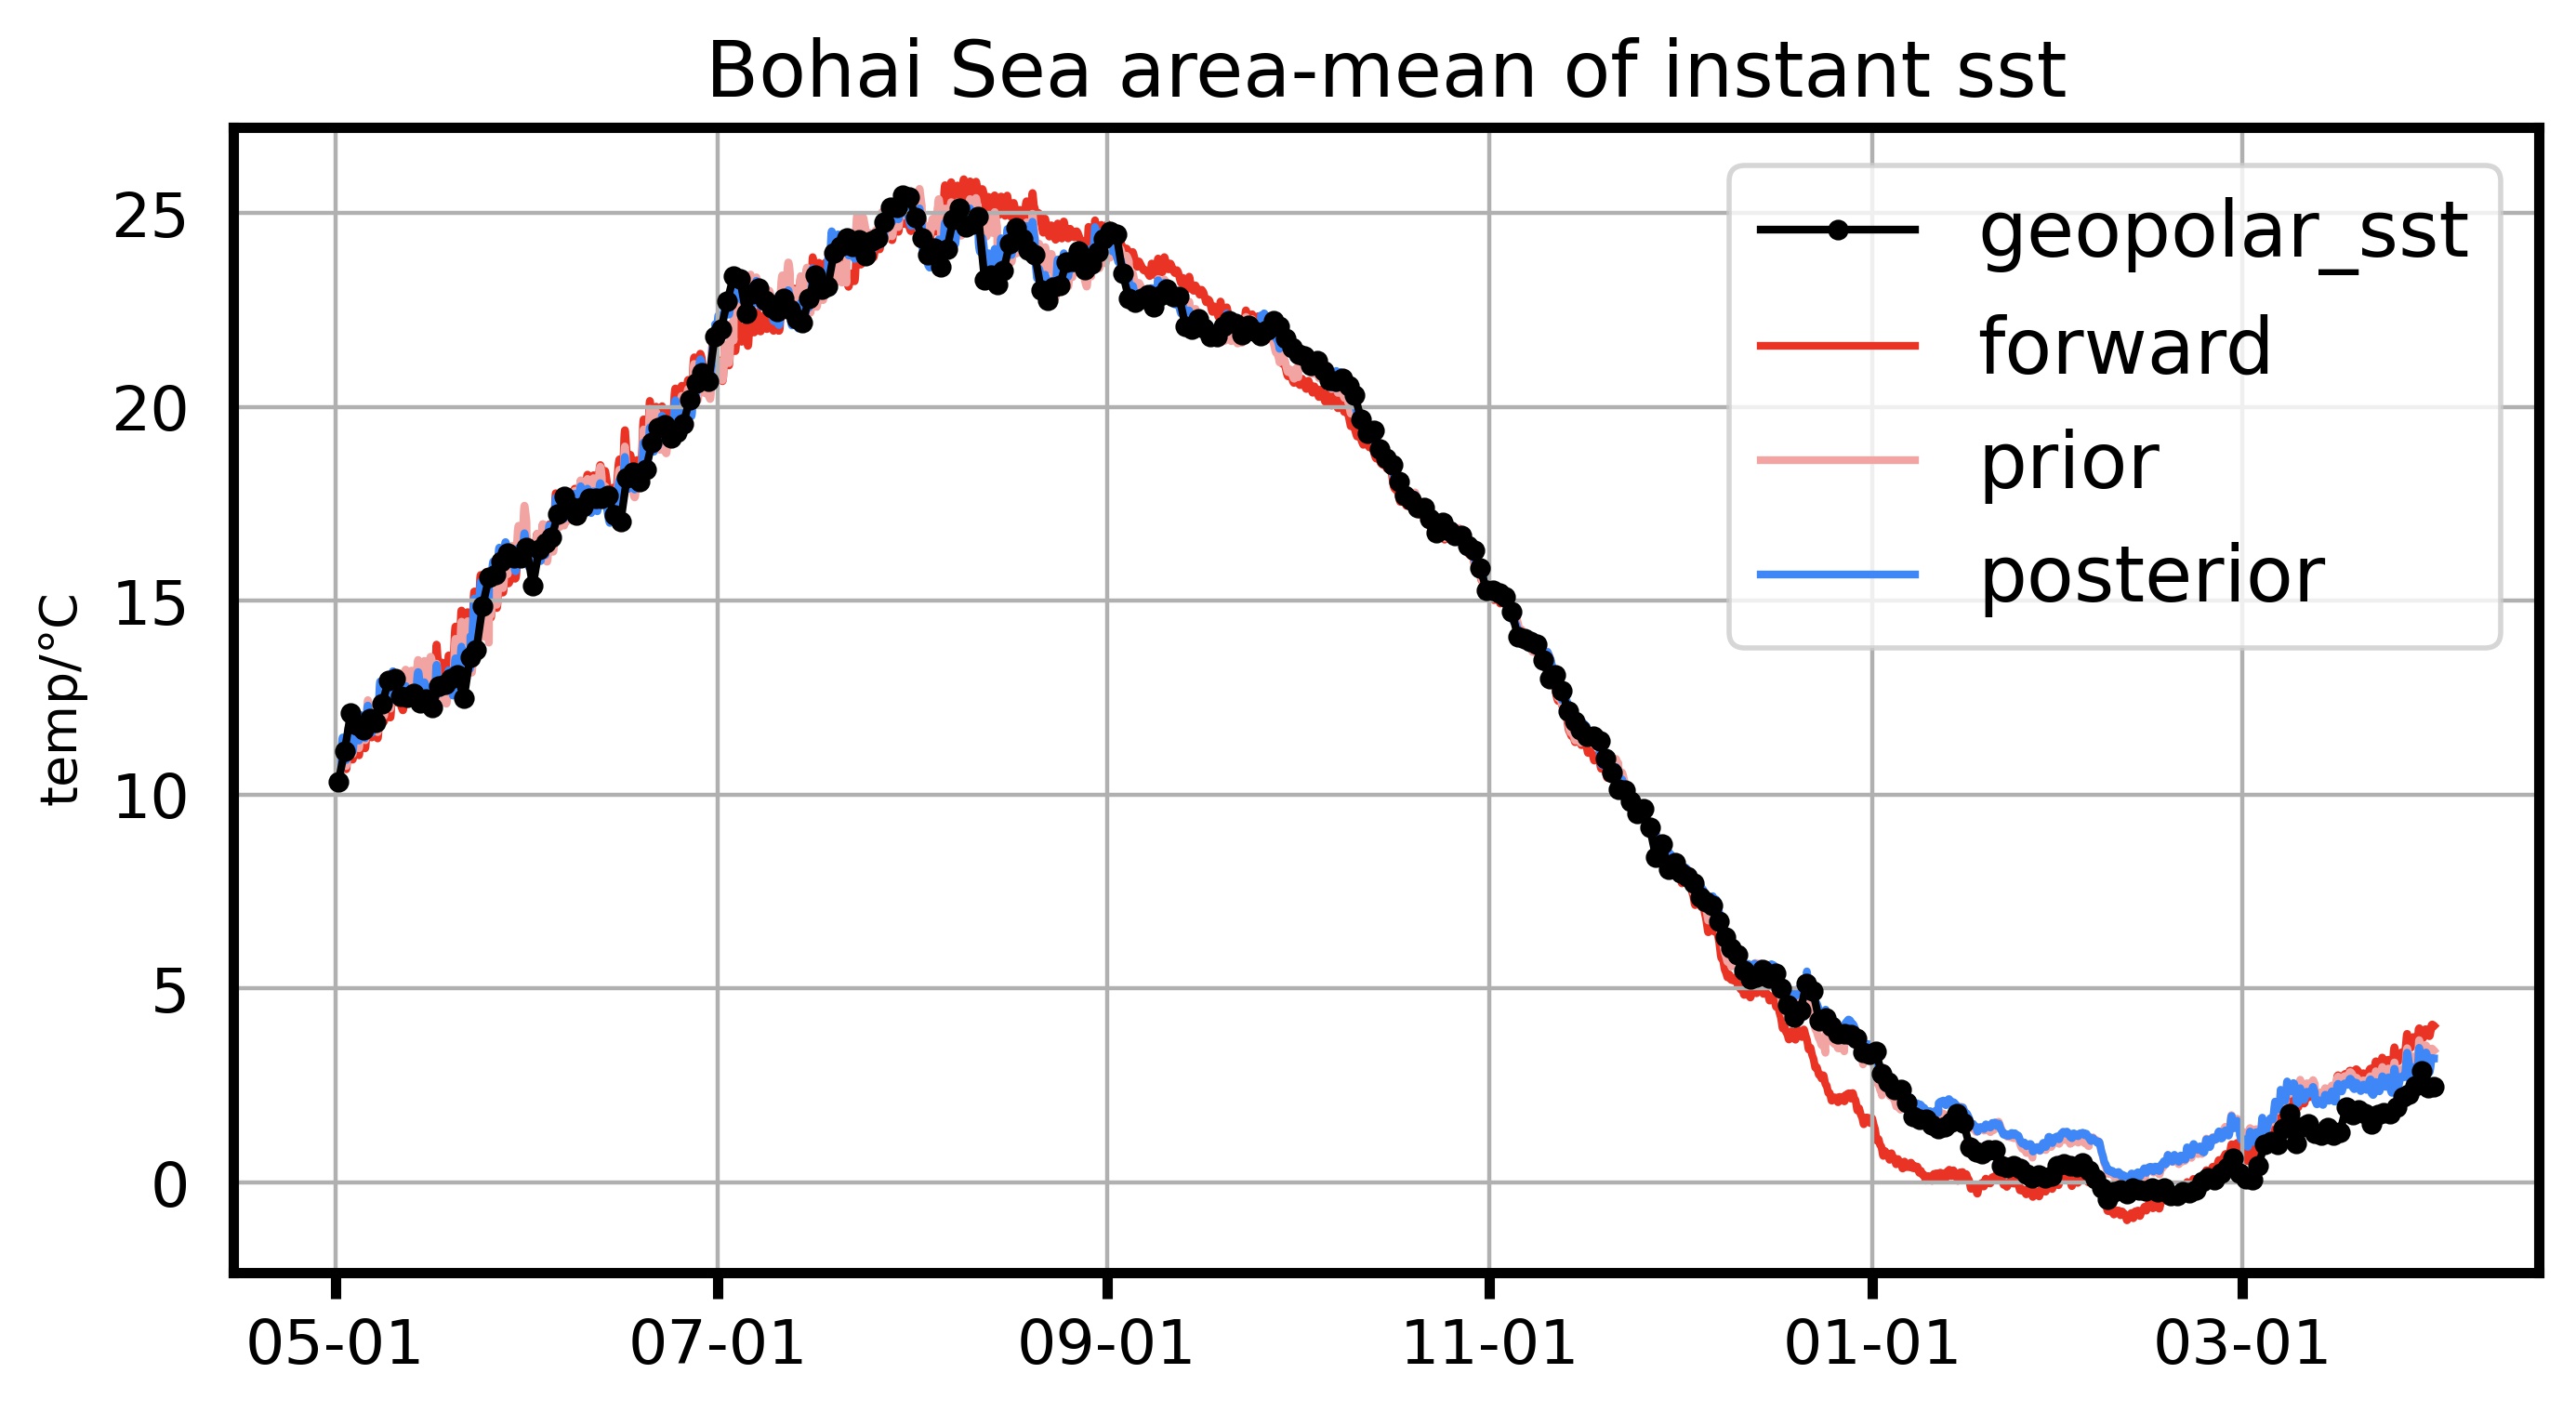 Bohai Sea area-mean of instant sst
geopolar_sst
forward
prior
posterior
temp/°C
25
20
15
10
5
0
05-01
07-01
09-01
11-01
01-01
03-01